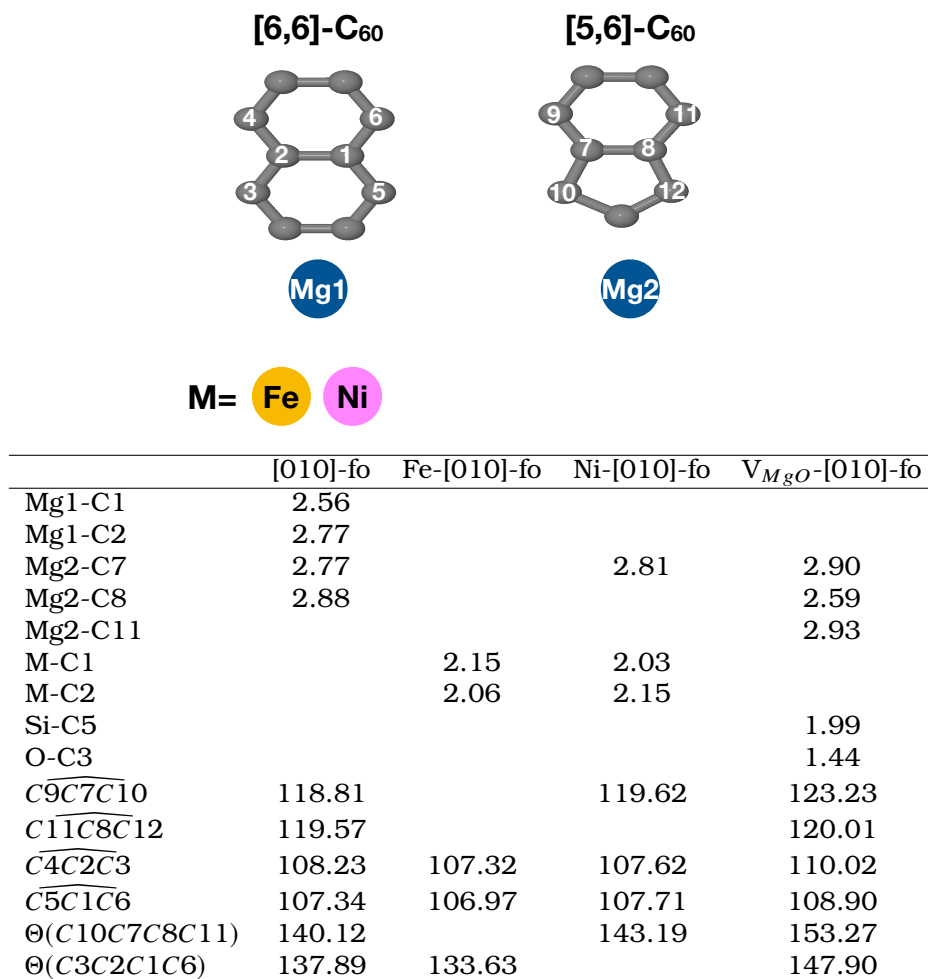 [6,6]-C60 [5,6]-C60
4 6 9 11
2 1 7 8
3 5 10 12
Mg1 Mg2
M= Fe Ni
[010]-fo Fe-[010]-fo Ni-[010]-fo V_MgO-[010]-fo
Mg1-C1 2.56
Mg1-C2 2.77
Mg2-C7 2.77 2.81 2.90
Mg2-C8 2.88 2.59
Mg2-C11 2.93
M-C1 2.15 2.03
M-C2 2.06 2.15
Si-C5 1.99
O-C3 1.44
C9C7C10 118.81 119.62 123.23
C11C8C12 119.57 120.01
C4C2C3 108.23 107.32 107.62 110.02
C5C1C6 107.34 106.97 107.71 108.90
Θ(C10C7C8C11) 140.12 143.19 153.27
Θ(C3C2C1C6) 137.89 133.63 147.90